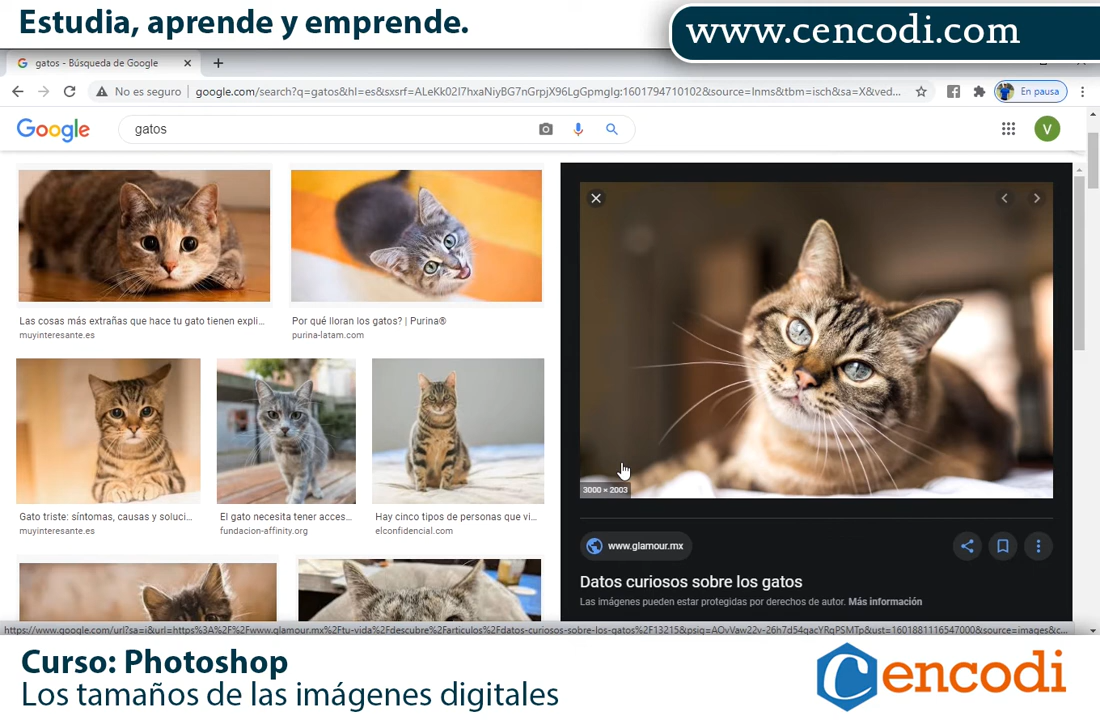 Estudia, aprende y emprende.
www.cencodi.com
gatos - Búsqueda de Google
No es seguro
google.com/search?q=gatos&hl=es&sxsrf=ALeKk02I7hxaNiyBG7nGrpjX96LgGpmgIg:1601794710102&source=lnms&tbm=isch&sa=X&ved...
En pausa
Google
gatos
V
3000 × 2003
Las cosas más extrañas que hace tu gato tienen expli...
muyinteresante.es
Por qué lloran los gatos? | Purina®
purina-latam.com
Gato triste: síntomas, causas y soluci...
muyinteresante.es
El gato necesita tener acces...
fundacion-affinity.org
Hay cinco tipos de personas que vi...
elconfidencial.com
www.glamour.mx
Datos curiosos sobre los gatos
Las imágenes pueden estar protegidas por derechos de autor. Más información
https://www.google.com/url?sa=i&url=https%3A%2F%2Fwww.glamour.mx%2Ftu-vida%2Fdescubre%2Farticulos%2Fdatos-curiosos-sobre-los-gatos%2F13215&psig=AOvVaw22v-26h7d54qacYRqPSMTp&ust=1601881116547000&source=images&c...
Curso: Photoshop
Los tamaños de las imágenes digitales
Cencodi